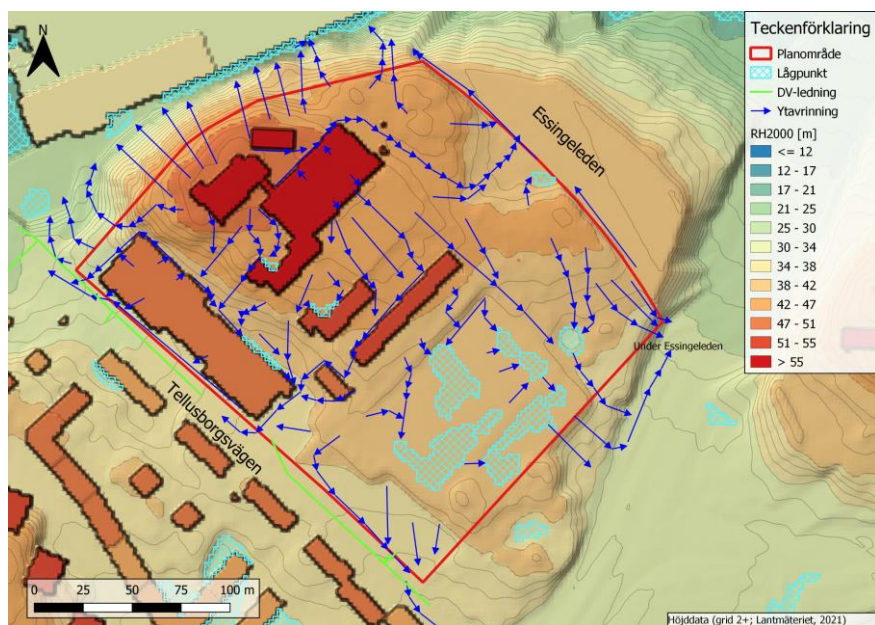 N
Teckenförklaring
Planområde
Lågpunkt
DV-ledning
Ytavrinning
RH2000 [m]
<= 12
12 - 17
17 - 21
21 - 25
25 - 30
30 - 34
34 - 38
38 - 42
42 - 47
47 - 51
51 - 55
> 55
Essingeleden
Under Essingeleden
Tellusborgsvägen
0 25 50 75 100 m
Höjddata (grid 2+; Lantmäteriet, 2021)